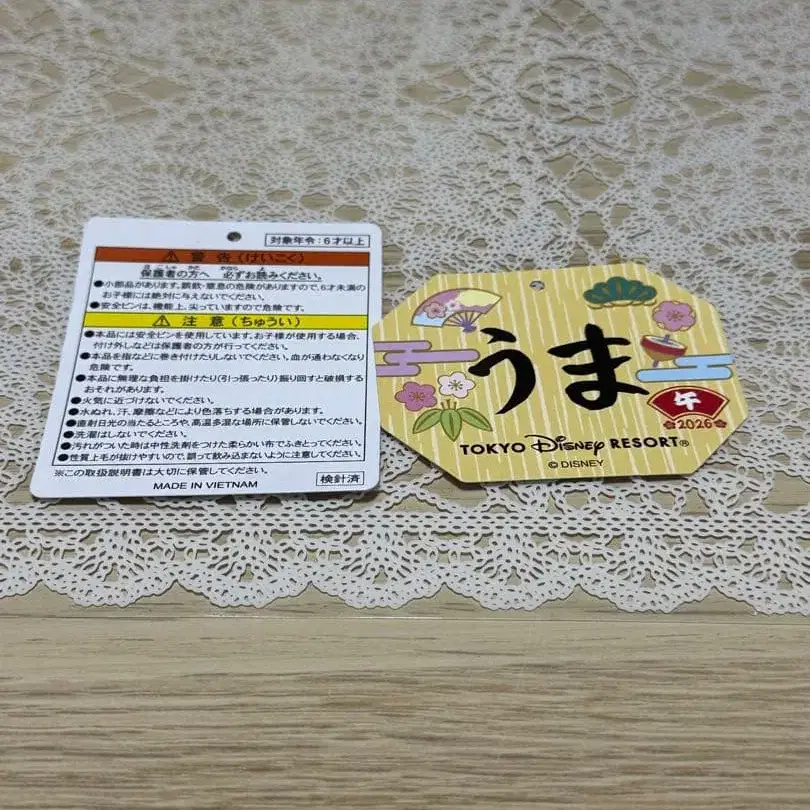 対象年令：6才以上
⚠ 警告（けいこく）
保護者の方へ 必ずお読みください。
●小部品があります。誤飲・窒息の危険がありますので、6才未満の
お子様には絶対に与えないでください。
●安全ピンは、機能上、尖っていますので危険です。
⚠ 注意（ちゅうい）
●本品には安全ピンを使用しています。お子様が使用する場合、
付け外しなどは保護者の方が行ってください。
●本品を指などに巻き付けたりしないでください。血が通わなくなり
危険です。
●本品に無理な負担を掛けたり（引っ張ったり）振り回すと破損する
おそれがあります。
●火気に近づけないでください。
●水ぬれ、汗、摩擦などにより色落ちする場合があります。
●直射日光の当たるところや、高温多湿な場所に保管しないでください。
●洗濯はしないでください。
●汚れがついた時は中性洗剤をつけた柔らかい布でふきとってください。
●性質上毛が抜けやすいので、誤って飲み込まないように注意してください。
※この取扱説明書は大切に保管してください。
MADE IN VIETNAM
検針済
うま
午
2026
TOKYO Disney RESORT®
© DISNEY